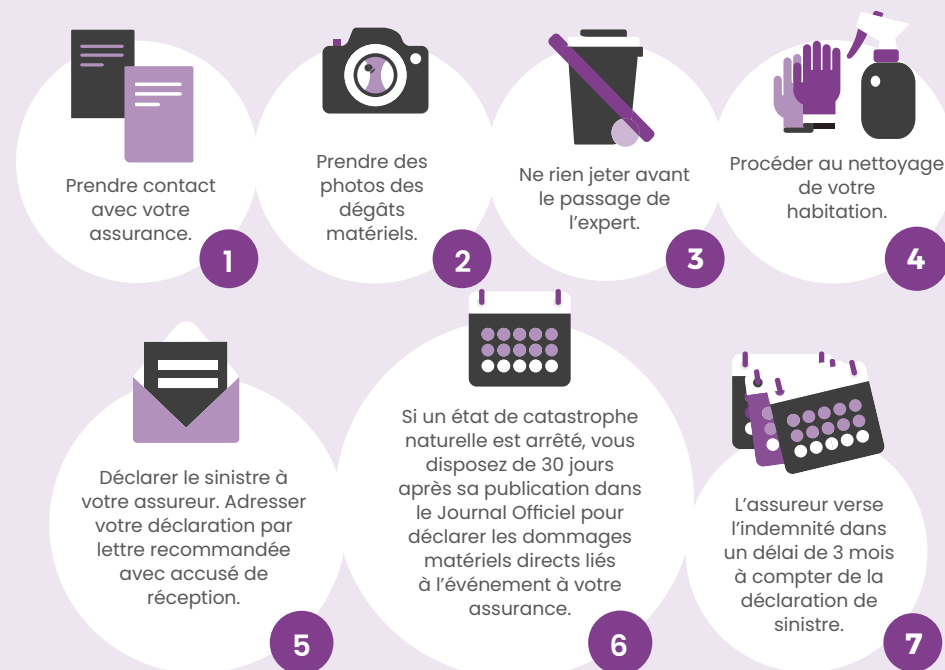 Prendre contact
avec votre
assurance.
1
Prendre des
photos des
dégâts
matériels.
2
Ne rien jeter avant
le passage de
l’expert.
3
Procéder au nettoyage
de votre
habitation.
4
Déclarer le sinistre à
votre assureur. Adresser
votre déclaration par
lettre recommandée
avec accusé de
réception.
5
Si un état de catastrophe
naturelle est arrêté, vous
disposez de 30 jours
après sa publication dans
le Journal Officiel pour
déclarer les dommages
matériels directs liés
à l’événement à votre
assurance.
6
L’assureur verse
l’indemnité dans
un délai de 3 mois
à compter de la
déclaration de
sinistre.
7